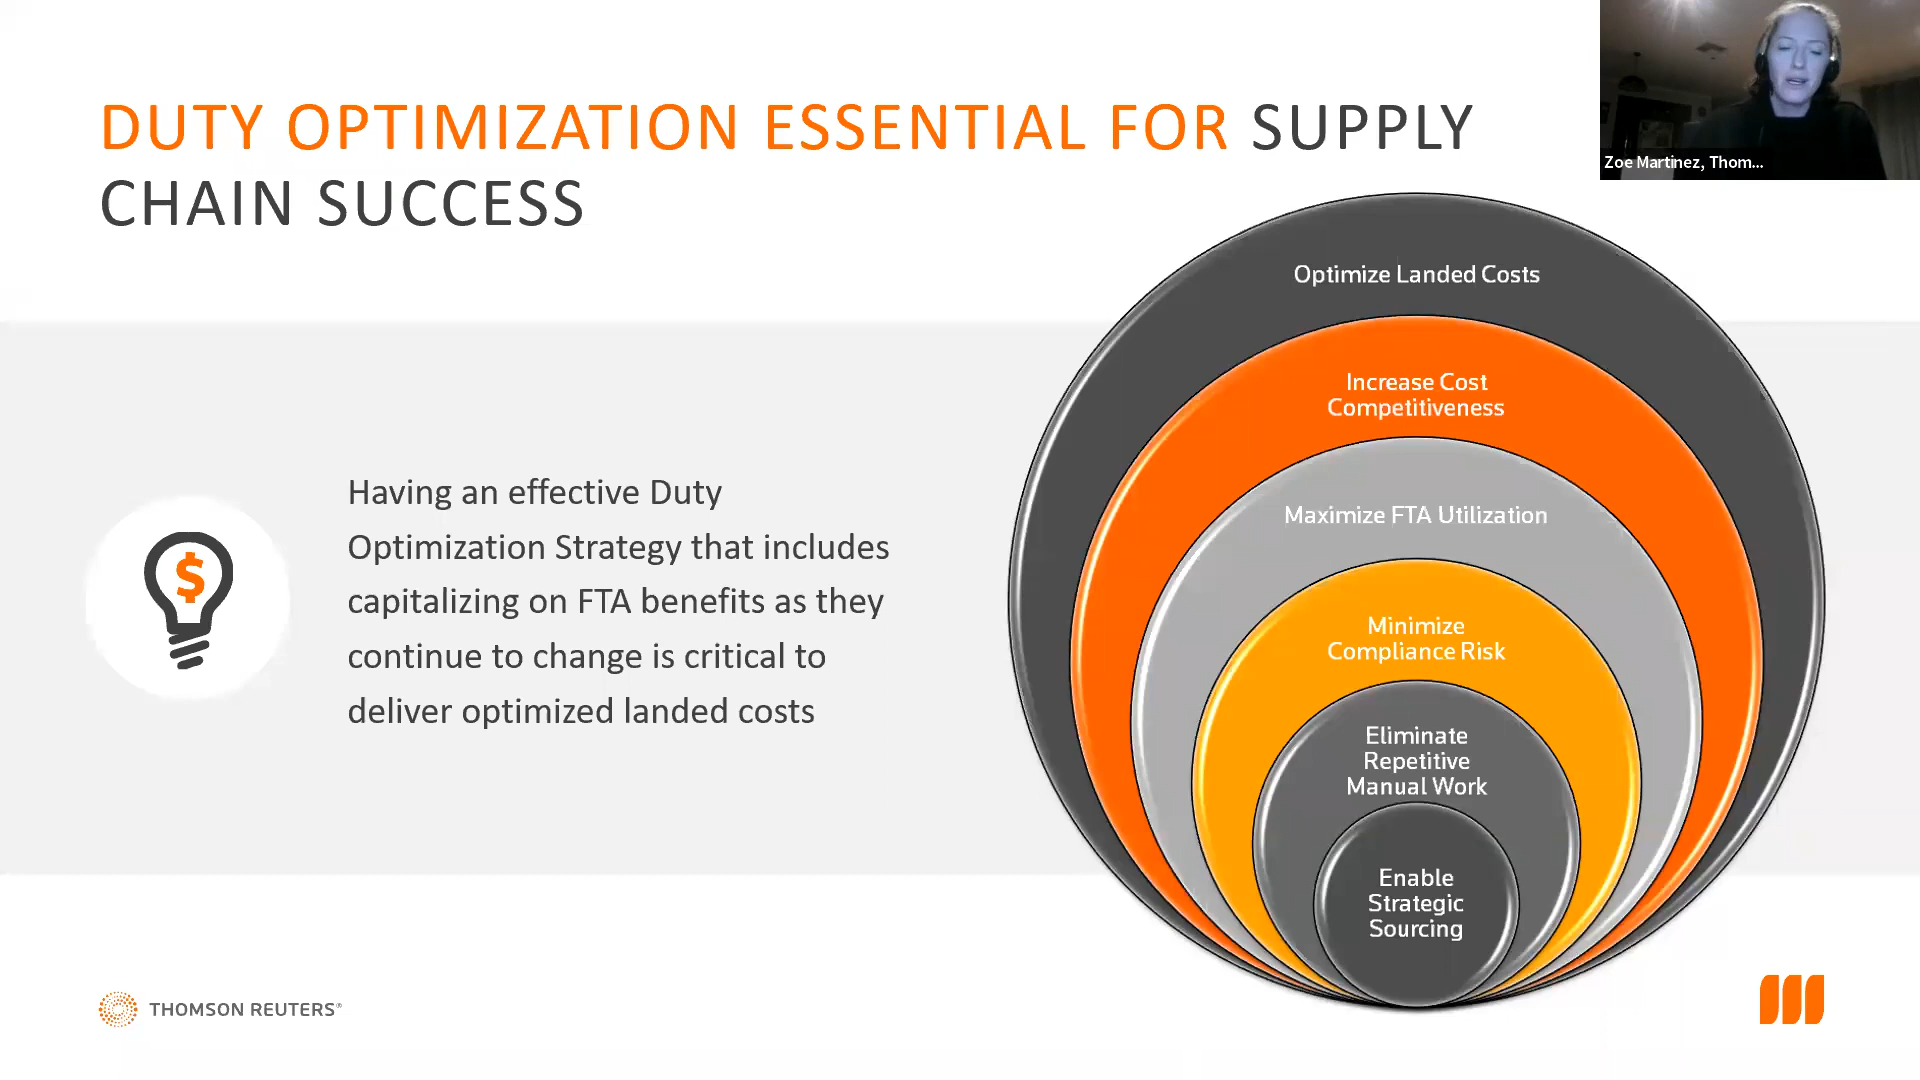 DUTY OPTIMIZATION ESSENTIAL FOR SUPPLY
CHAIN SUCCESS
Zoe Martinez, Thom...
Having an effective Duty
Optimization Strategy that includes
capitalizing on FTA benefits as they
continue to change is critical to
deliver optimized landed costs
$
Optimize Landed Costs
Increase Cost
Competitiveness
Maximize FTA Utilization
Minimize
Compliance Risk
Eliminate
Repetitive
Manual Work
Enable
Strategic
Sourcing
THOMSON REUTERS®